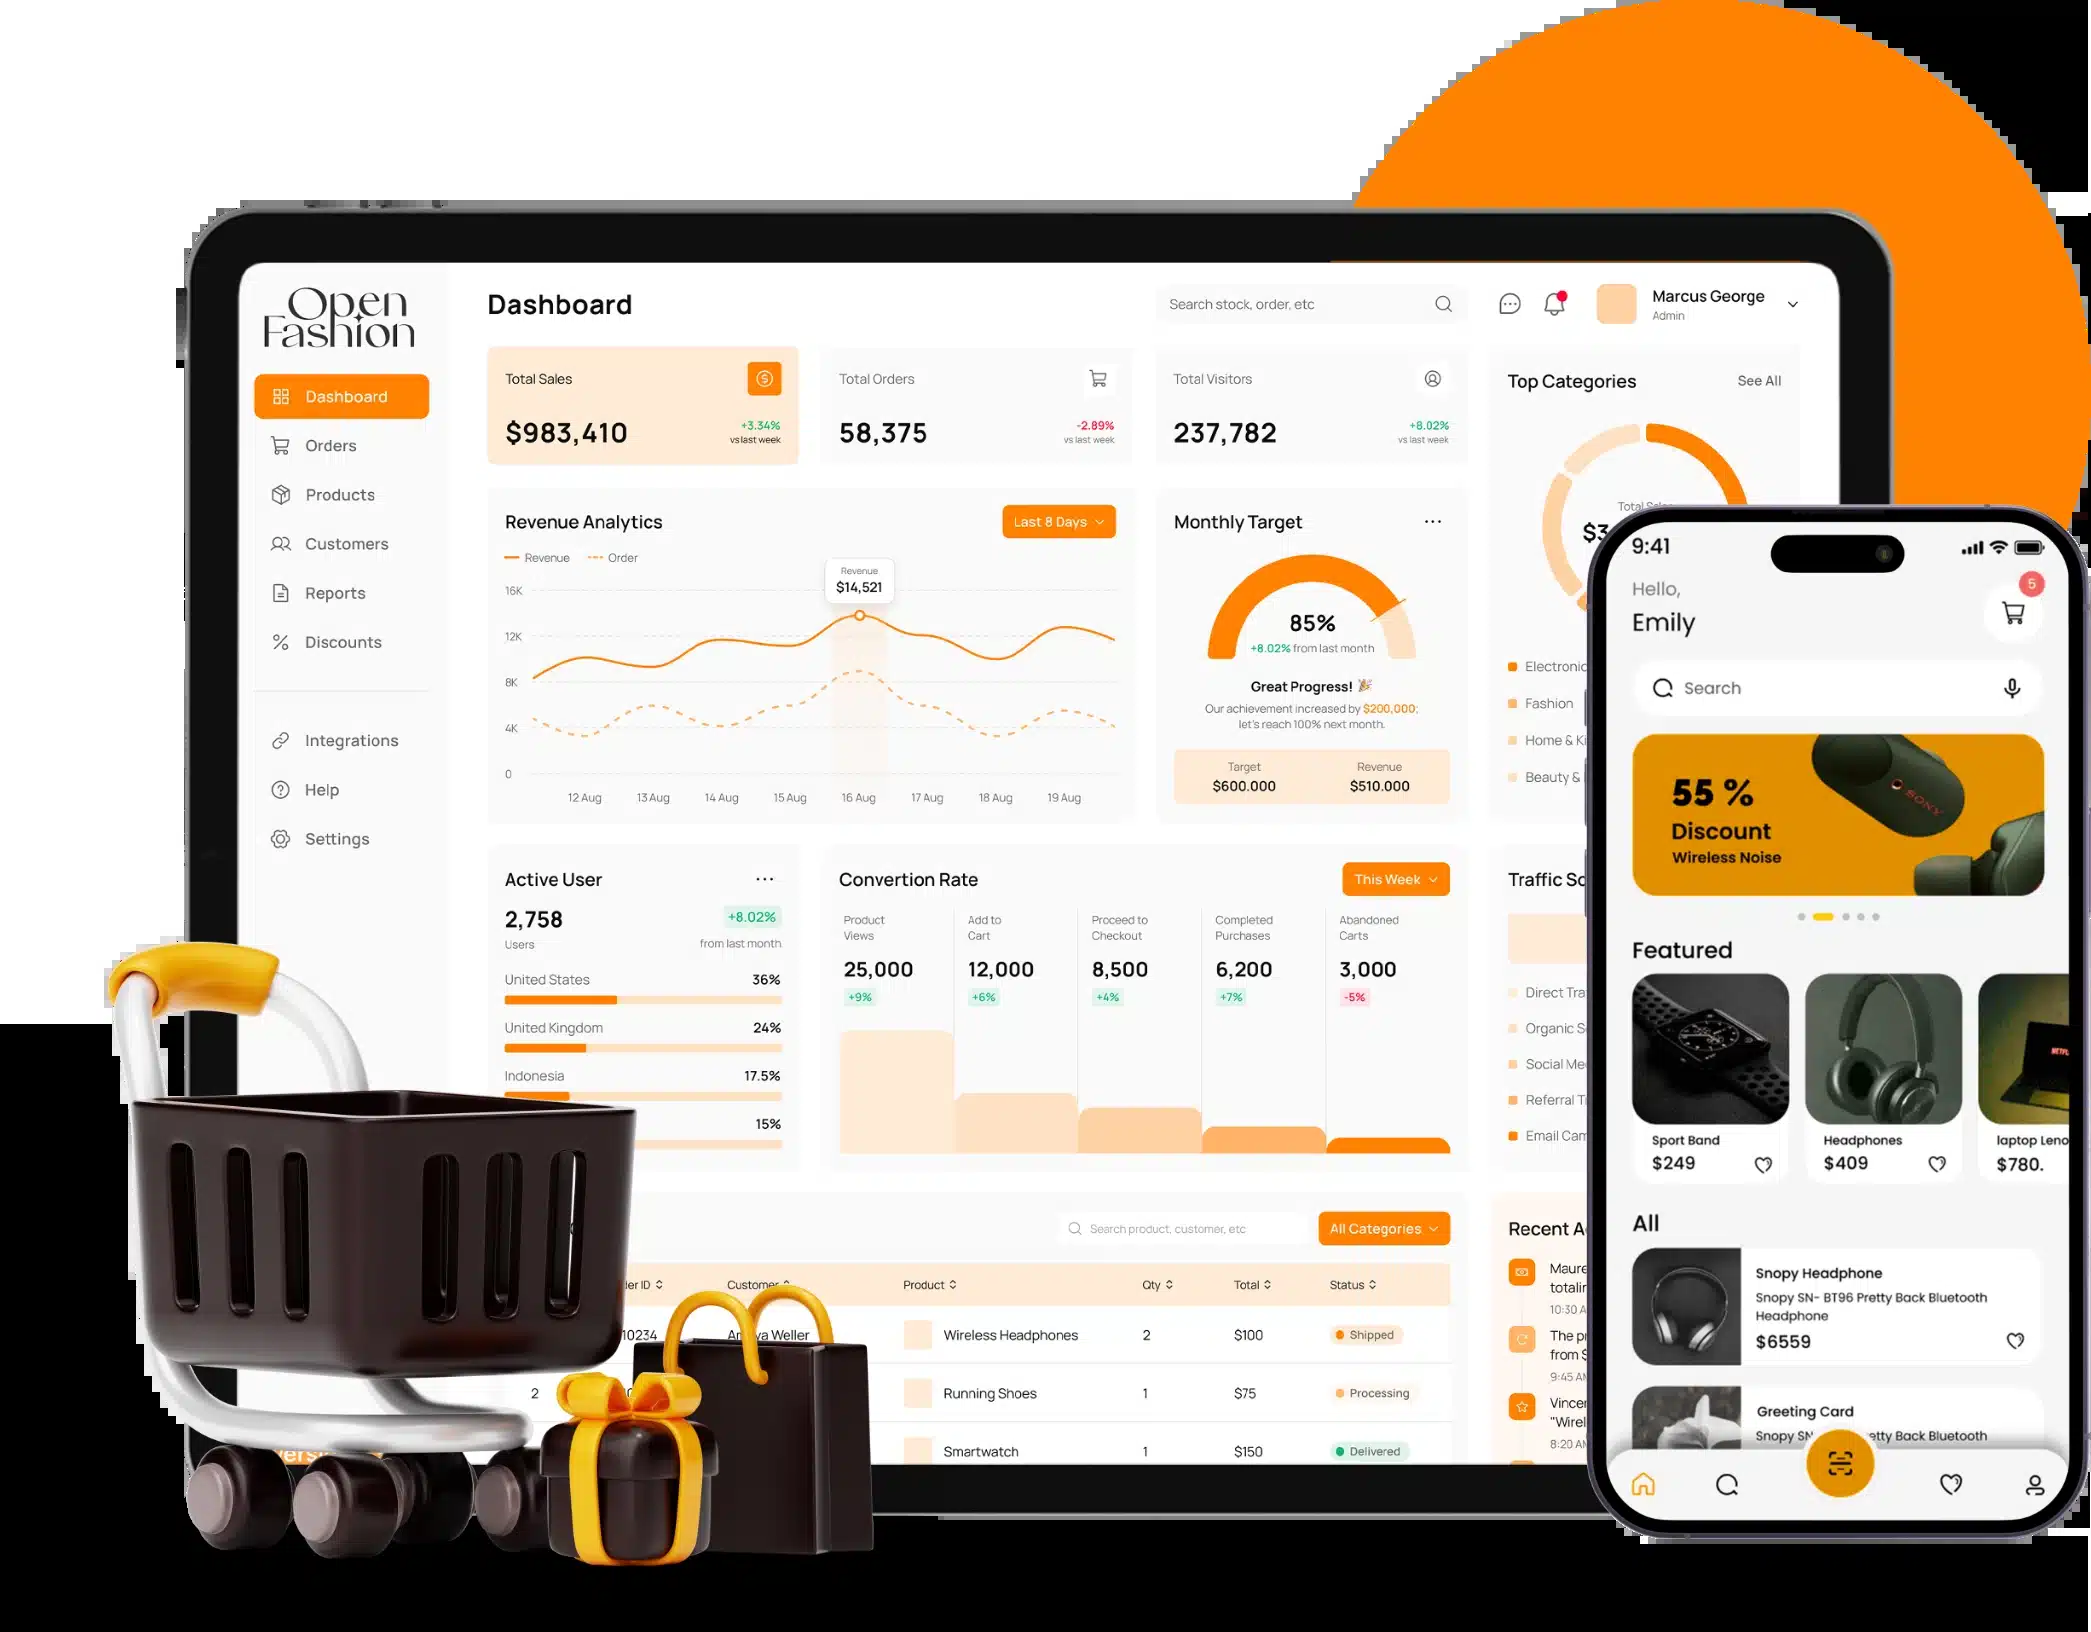 Open
Fashion
Dashboard
Orders
Products
Customers
Reports
Discounts
Integrations
Help
Settings
Dashboard
Search stock, order, etc
Marcus George
Admin
Total Sales
$983,410
+3.34%
vs last week
Total Orders
58,375
-2.89%
vs last week
Total Visitors
237,782
+8.02%
vs last week
Top Categories
See All
Total Sales
$3
Electronic
Fashion
Home & Ki
Beauty &
Revenue Analytics
Last 8 Days
Revenue
Order
Revenue
$14,521
16K
12K
8K
4K
0
12 Aug
13 Aug
14 Aug
15 Aug
16 Aug
17 Aug
18 Aug
19 Aug
Monthly Target
85%
+8.02% from last month
Great Progress! 🎉
Our achievement increased by $200,000;
let's reach 100% next month.
Target
$600.000
Revenue
$510.000
Active User
2,758
Users
+8.02%
from last month
United States
36%
United Kingdom
24%
Indonesia
17.5%
15%
Convertion Rate
This Week
Product
Views
25,000
+9%
Add to
Cart
12,000
+6%
Proceed to
Checkout
8,500
+4%
Completed
Purchases
6,200
+7%
Abandoned
Carts
3,000
-5%
Traffic So
Direct Tra
Organic S
Social Me
Referral T
Email Cam
Search product, customer, etc
All Categories
der ID
Customer
Product
Qty
Total
Status
10234
Weller
Wireless Headphones
2
$100
Shipped
2
Running Shoes
1
$75
Processing
Smartwatch
1
$150
Delivered
Recent A
Maure
totalin
10:30 A
The p
from $
9:45 AM
Vincen
"Wirel
8:20 AM
9:41
Hello,
Emily
5
Search
55 %
Discount
Wireless Noise
SONY
Featured
Sport Band
$249
Headphones
$409
laptop Leno
$780.
All
Snopy Headphone
Snopy SN- BT96 Pretty Back Bluetooth
Headphone
$6559
Greeting Card
Snopy SN etty Back Bluetooth